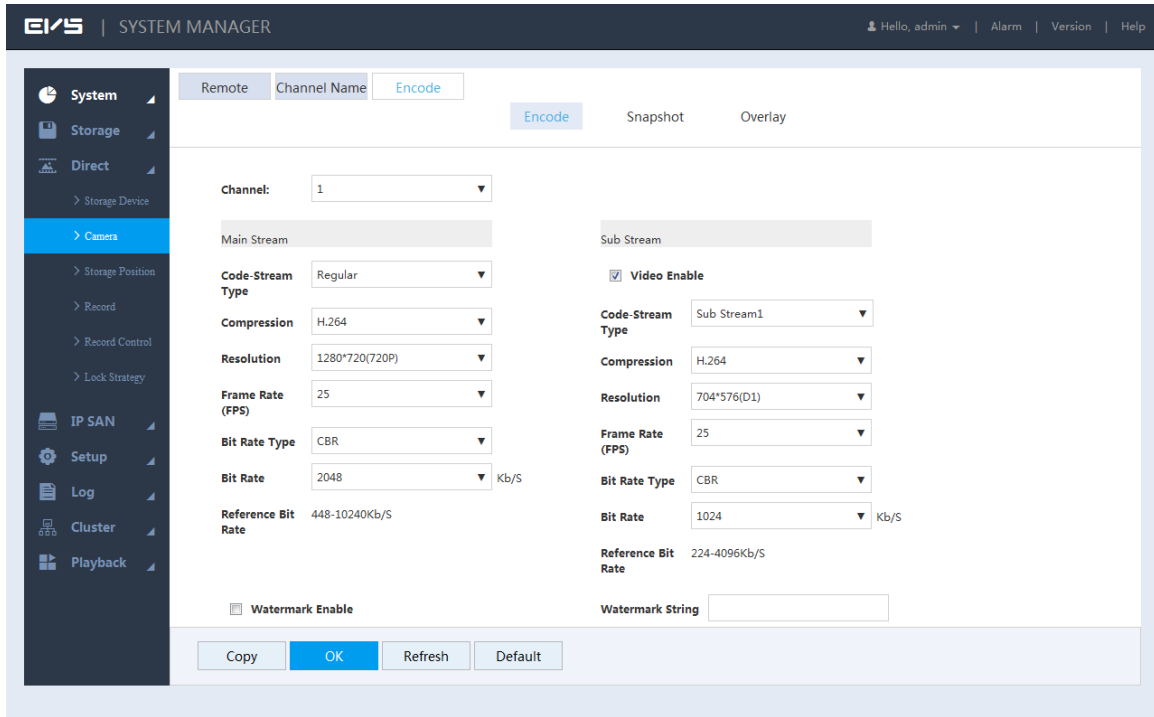 EVS | SYSTEM MANAGER
Hello, admin | Alarm | Version | Help
System
Storage
Direct
> Storage Device
> Camera
> Storage Position
> Record
> Record Control
> Lock Strategy
IP SAN
Setup
Log
Cluster
Playback
Remote Channel Name Encode
Encode Snapshot Overlay
Channel: 1
Main Stream
Code-Stream Type Regular
Compression H.264
Resolution 1280*720(720P)
Frame Rate (FPS) 25
Bit Rate Type CBR
Bit Rate 2048 Kb/S
Reference Bit Rate 448-10240Kb/S
Watermark Enable
Sub Stream
Video Enable
Code-Stream Type Sub Stream1
Compression H.264
Resolution 704*576(D1)
Frame Rate (FPS) 25
Bit Rate Type CBR
Bit Rate 1024 Kb/S
Reference Bit Rate 224-4096Kb/S
Watermark String
Copy OK Refresh Default